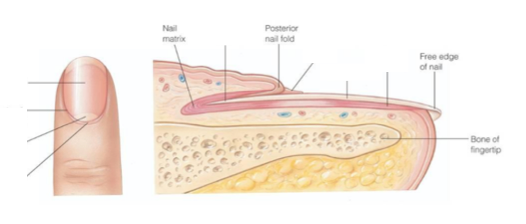 Nail
matrix
Posterior
nail fold
Free edge
of nail
Bone of
fingertip